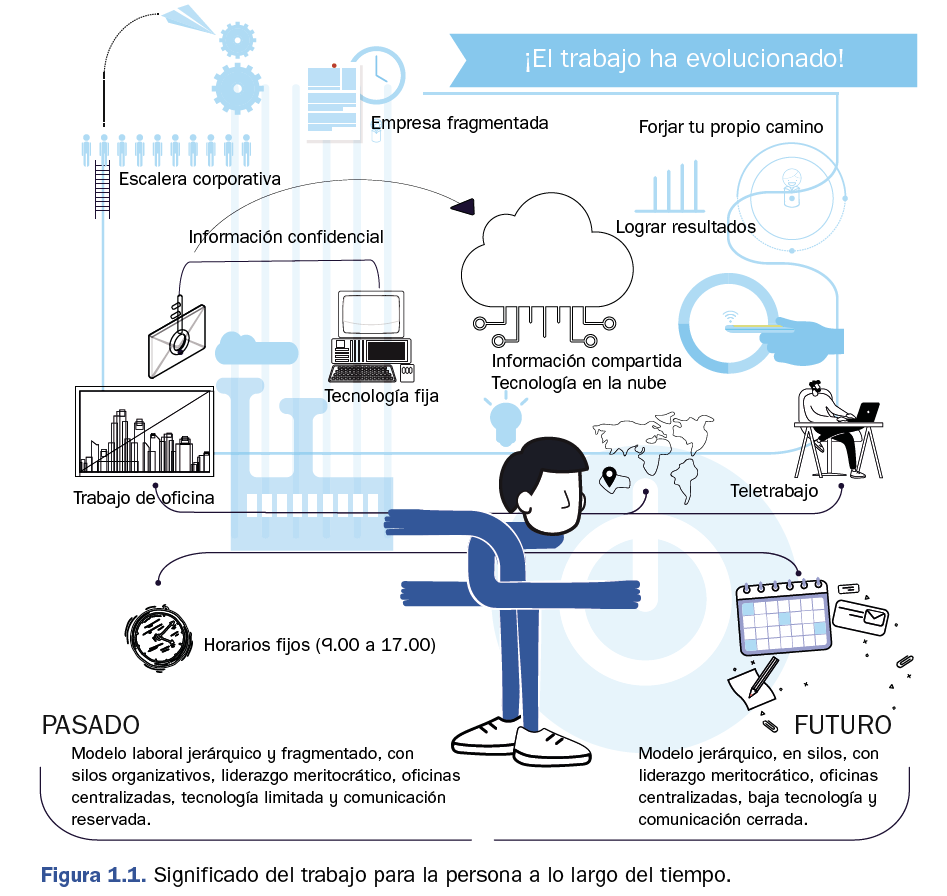 ¡El trabajo ha evolucionado!
Empresa fragmentada
Forjar tu propio camino
Escalera corporativa
Lograr resultados
Información confidencial
Información compartida
Tecnología en la nube
Tecnología fija
Trabajo de oficina
Teletrabajo
Horarios fijos (9.00 a 17.00)
PASADO
Modelo laboral jerárquico y fragmentado, con
silos organizativos, liderazgo meritocrático, oficinas
centralizadas, tecnología limitada y comunicación
reservada.
FUTURO
Modelo jerárquico, en silos, con
liderazgo meritocrático, oficinas
centralizadas, baja tecnología y
comunicación cerrada.
Figura 1.1. Significado del trabajo para la persona a lo largo del tiempo.